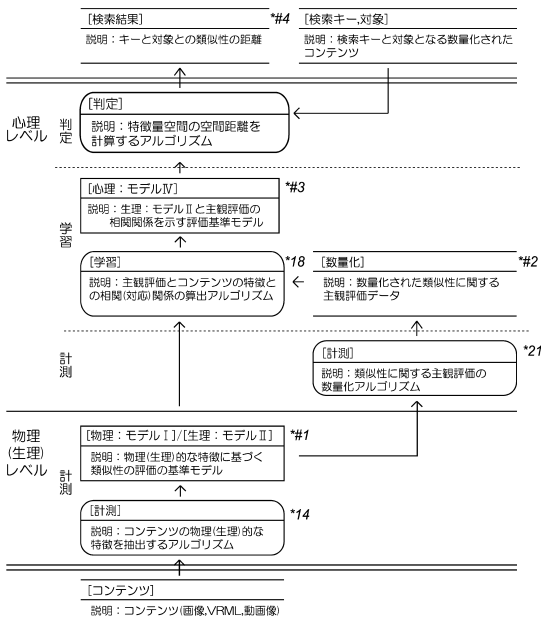 [検索結果]
*#4
説明：キーと対象との類似性の距離
[検索キー,対象]
説明：検索キーと対象となる数量化された
コンテンツ
心理
レベル
判定
[判定]
説明：特徴量空間の空間距離を
計算するアルゴリズム
学習
[心理：モデルⅣ]
*#3
説明：生理：モデルⅡと主観評価の
相関関係を示す評価基準モデル
[学習]
*18
説明：主観評価とコンテンツの特徴と
の相関(対応)関係の算出アルゴリズム
[数量化]
*#2
説明：数量化された類似性に関する
主観評価データ
計測
[計測]
*21
説明：類似性に関する主観評価の
数量化アルゴリズム
物理
(生理)
レベル
計測
[物理：モデルⅠ]/[生理：モデルⅡ]
*#1
説明：物理(生理)的な特徴に基づく
類似性の評価の基準モデル
[計測]
*14
説明：コンテンツの物理(生理)的な
特徴を抽出するアルゴリズム
[コンテンツ]
説明：コンテンツ(画像,VRML,動画像)